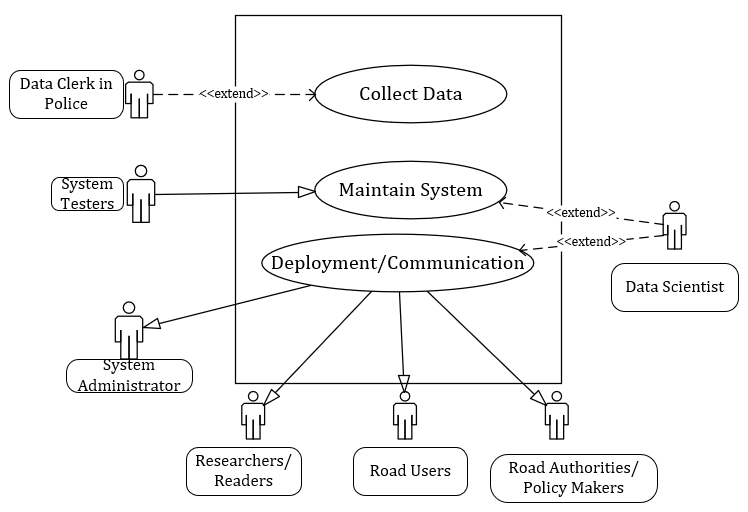 Data Clerk in
Police
<<extend>>
Collect Data
System
Testers
Maintain System
<<extend>>
<<extend>>
Deployment/Communication
Data Scientist
System
Administrator
Researchers/
Readers
Road Users
Road Authorities/
Policy Makers